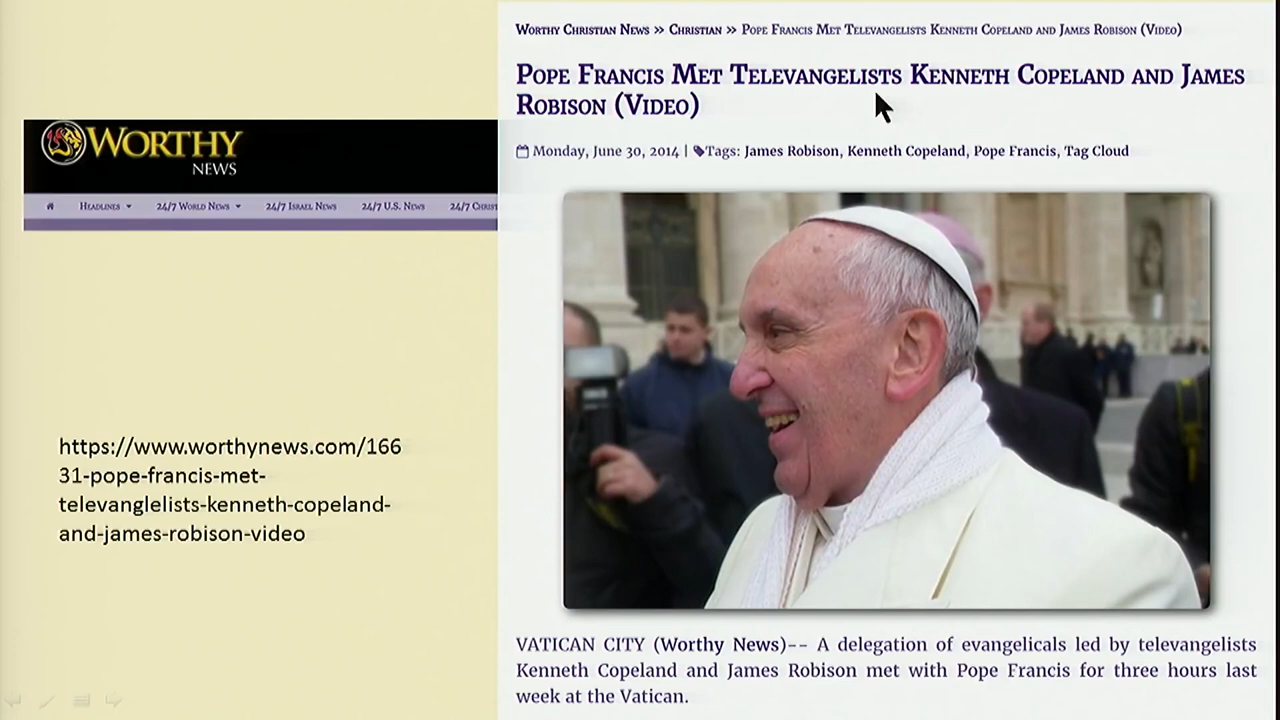 Worthy Christian News » Christian » Pope Francis Met Televangelists Kenneth Copeland and James Robison (Video)
Pope Francis Met Televangelists Kenneth Copeland and James
Robison (Video)
Monday, June 30, 2014 | Tags: James Robison, Kenneth Copeland, Pope Francis, Tag Cloud
WORTHY
NEWS
Headlines 24/7 World News 24/7 Israel News 24/7 U.S. News 24/7 Christ
https://www.worthynews.com/166
31-pope-francis-met-
televanglelists-kenneth-copeland-
and-james-robison-video
VATICAN CITY (Worthy News)-- A delegation of evangelicals led by televangelists
Kenneth Copeland and James Robison met with Pope Francis for three hours last
week at the Vatican.